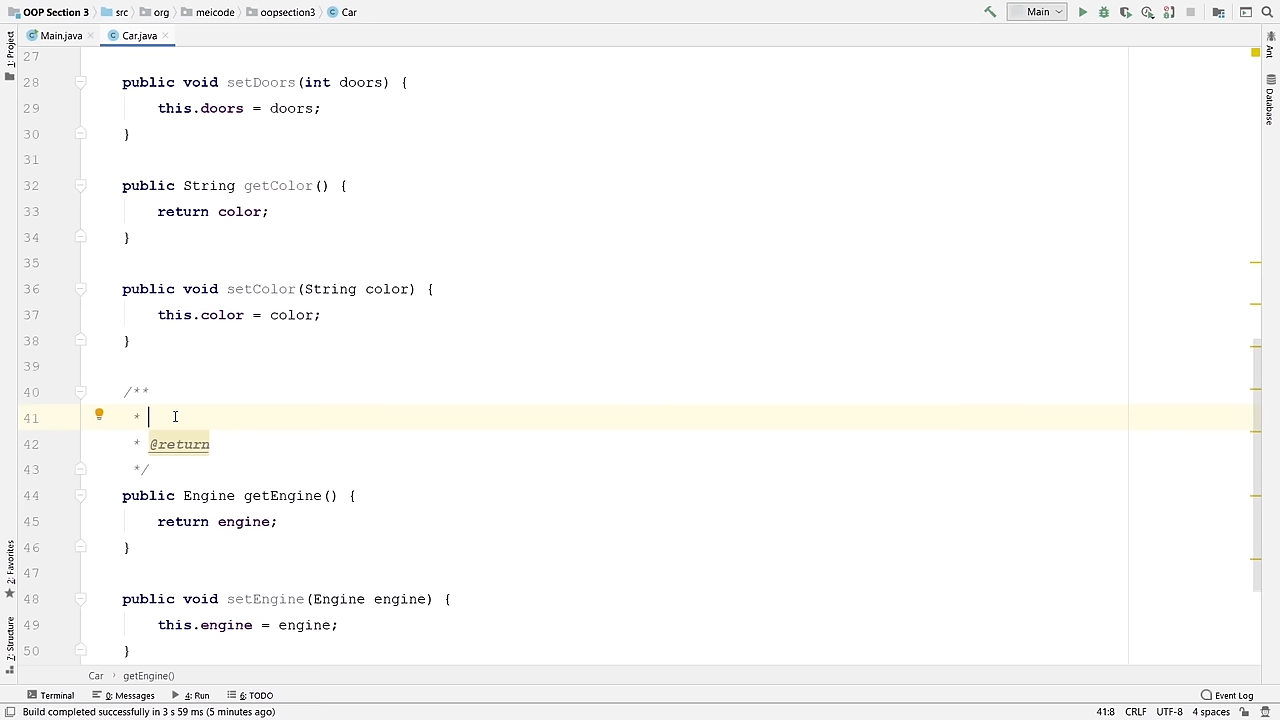 OOP Section 3 › src › org › meicode › oopsection3 › Car
Main
Main.java
Car.java
1: Project
Ant
Database
27
28 public void setDoors(int doors) {
29 this.doors = doors;
30 }
31
32 public String getColor() {
33 return color;
34 }
35
36 public void setColor(String color) {
37 this.color = color;
38 }
39
40 /**
41 *
42 * @return
43 */
44 public Engine getEngine() {
45 return engine;
46 }
47
48 public void setEngine(Engine engine) {
49 this.engine = engine;
50 }
2: Favorites
7: Structure
Car › getEngine()
Terminal 0: Messages 4: Run 6: TODO Event Log
Build completed successfully in 3 s 59 ms (5 minutes ago) 41:8 CRLF UTF-8 4 spaces